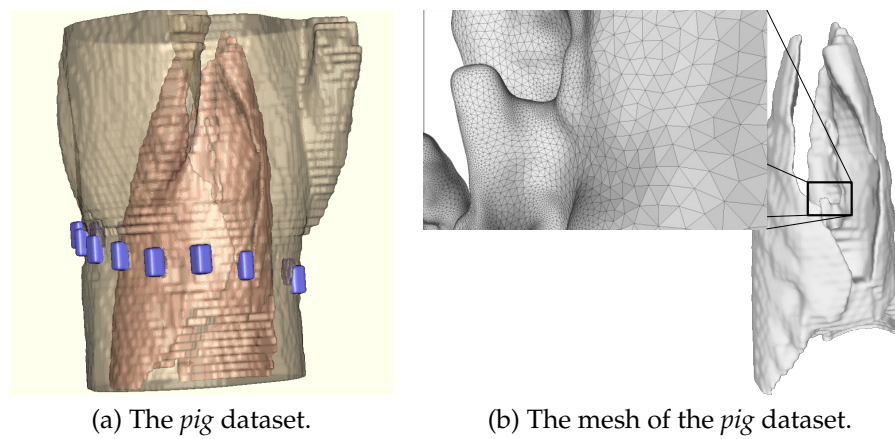 (a) The pig dataset.
(b) The mesh of the pig dataset.